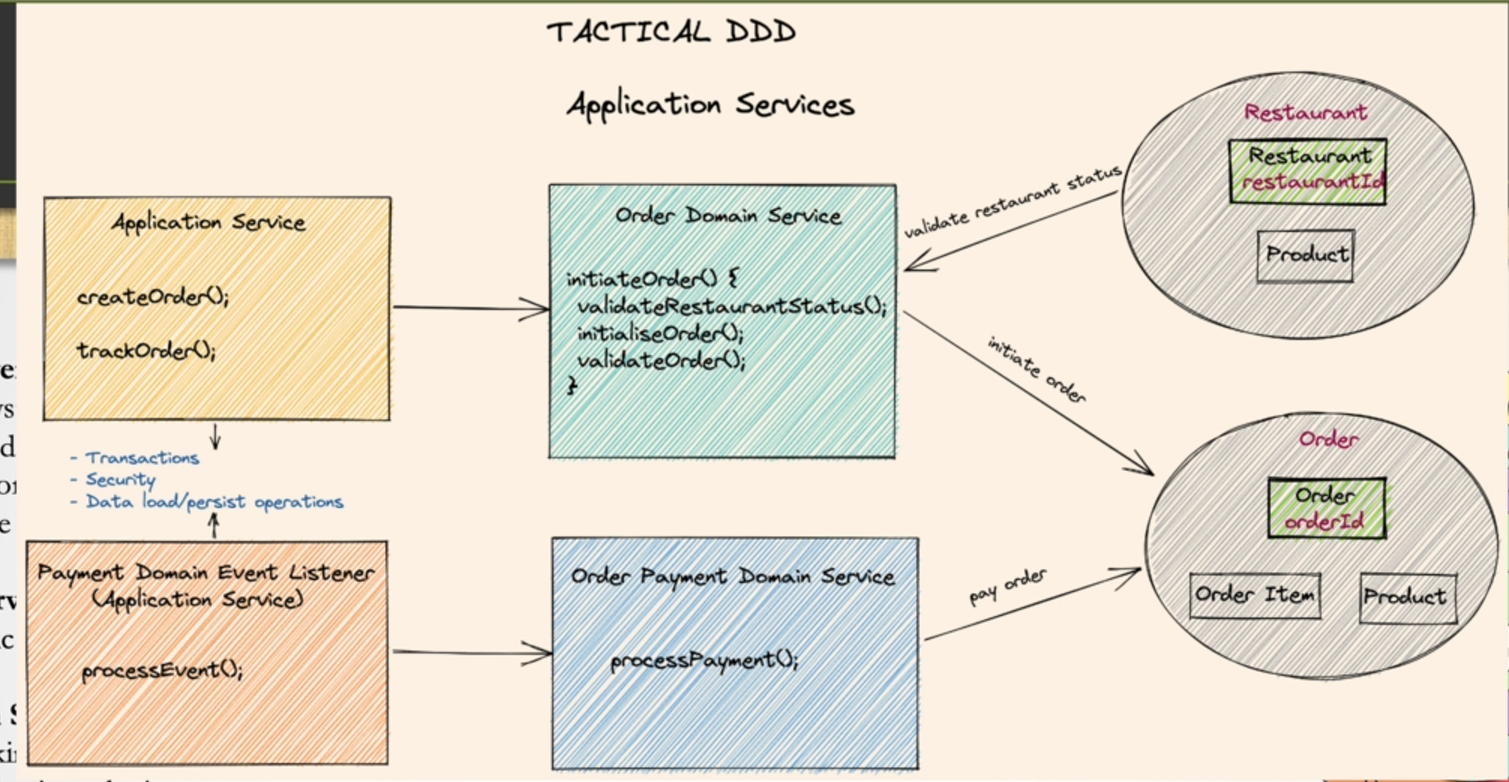 TACTICAL DDD
Application Services
Application Service
createOrder();
trackOrder();
- Transactions
- Security
- Data load/persist operations
Payment Domain Event Listener
(Application Service)
processEvent();
Order Domain Service
initiateOrder() {
validateRestaurantStatus();
initialiseOrder();
validateOrder();
}
Order Payment Domain Service
processPayment();
validate restaurant status
initiate order
pay order
Restaurant
Restaurant
restaurantId
Product
Order
Order
orderId
Order Item
Product